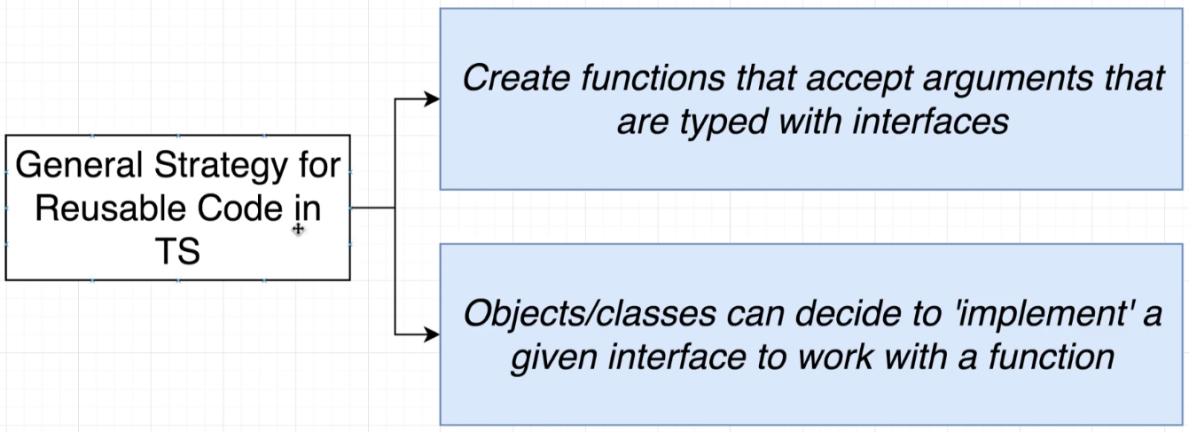 General Strategy for
Reusable Code in
TS
Create functions that accept arguments that
are typed with interfaces
Objects/classes can decide to 'implement' a
given interface to work with a function